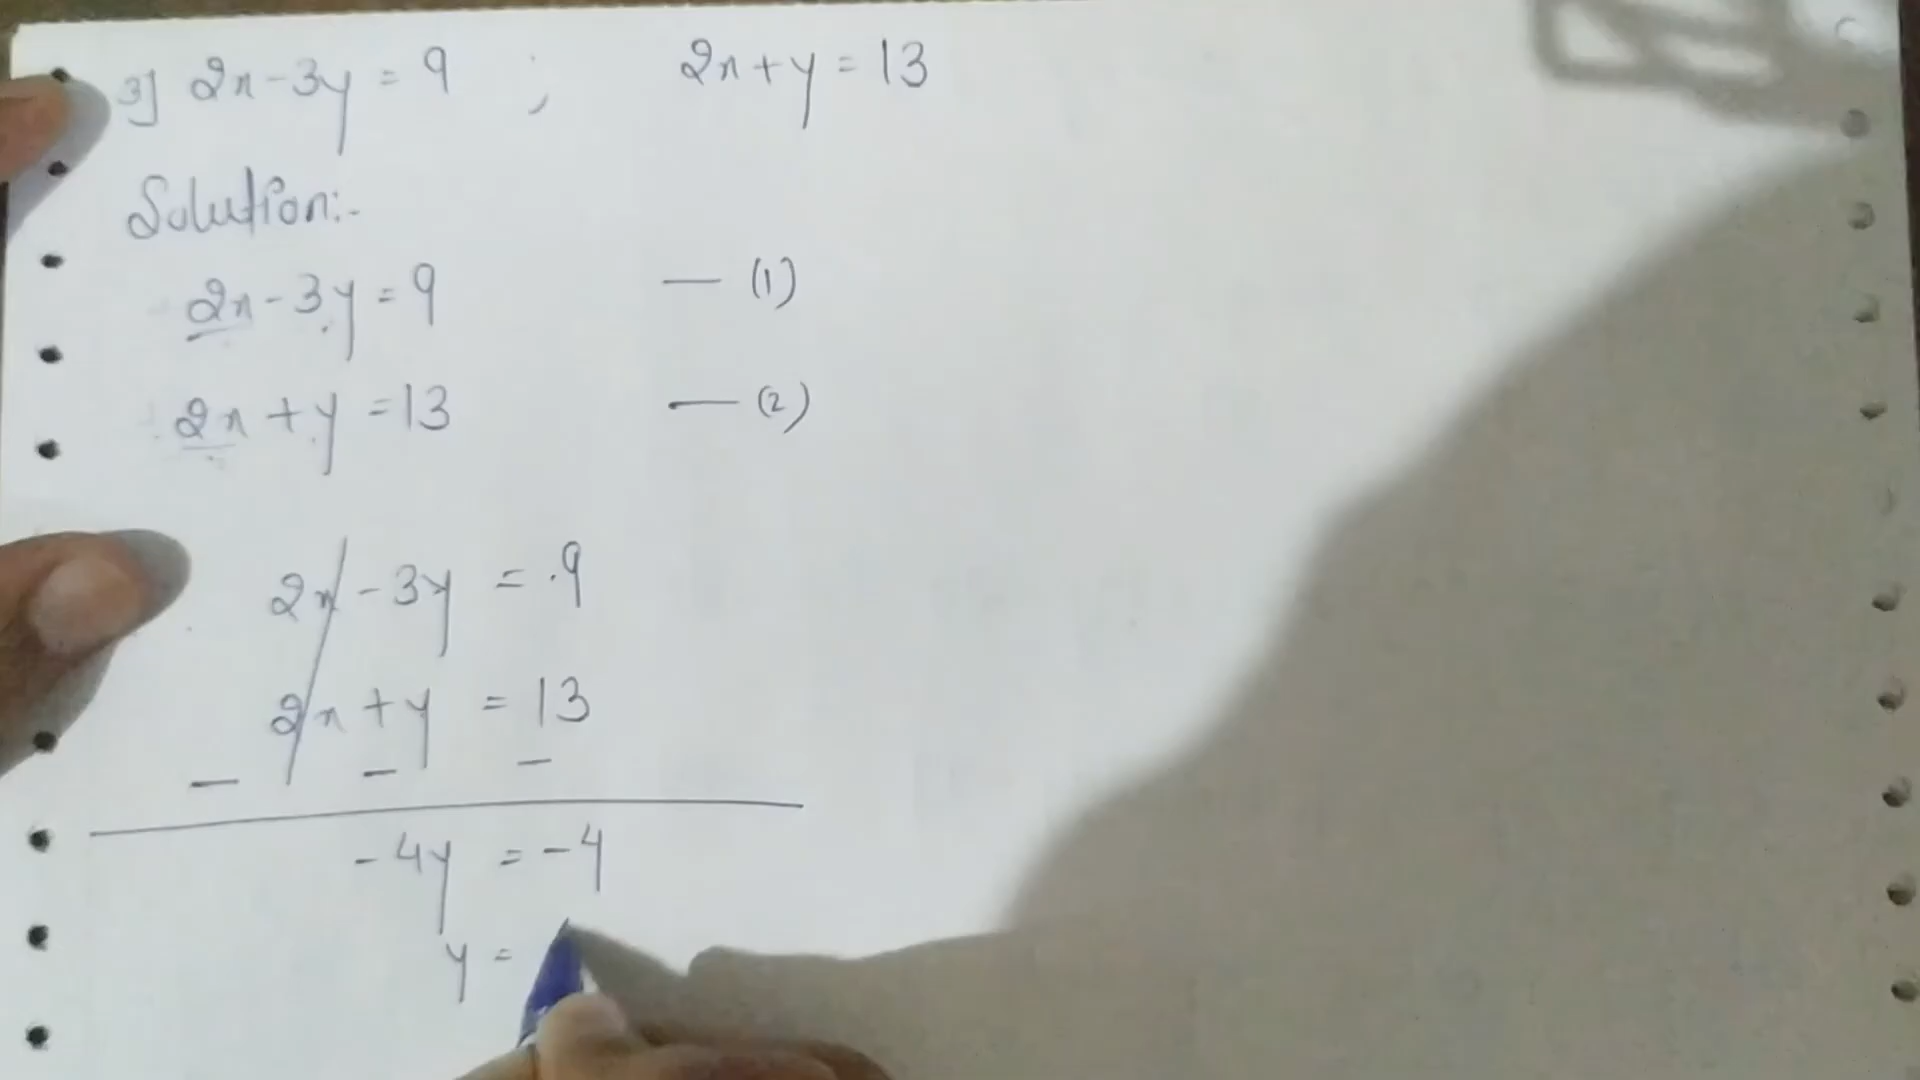 3] 2x - 3y = 9 ; 2x + y = 13
Solution:-
2x - 3y = 9 — (1)
2x + y = 13 — (2)
2x - 3y = 9
2x + y = 13
— — —
-4y = -4
y =